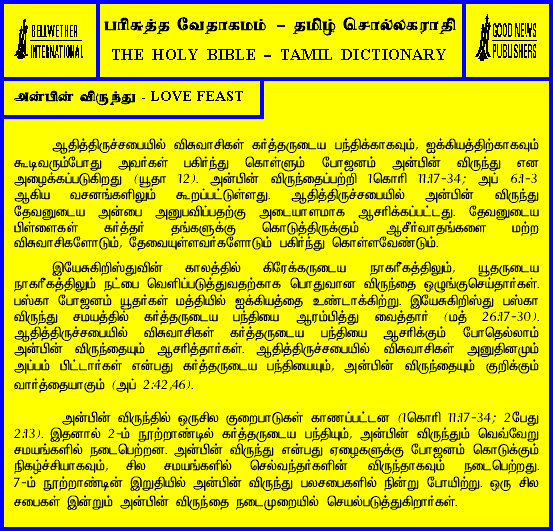 BELLWETHER
INTERNATIONAL
பரிசுத்த வேதாகமம் – தமிழ் சொல்லகராதி
THE HOLY BIBLE – TAMIL DICTIONARY
GOOD NEWS
PUBLISHERS
அன்பின் விருந்து - LOVE FEAST
ஆதித்திருச்சபையில் விசுவாசிகள் கர்த்தருடைய பந்திக்காகவும், ஐக்கியத்திற்காகவும்
கூடிவரும்போது அவர்கள் பகிர்ந்து கொள்ளும் போஜனம் அன்பின் விருந்து என
அழைக்கப்படுகிறது (யூதா 12). அன்பின் விருந்தைப்பற்றி 1கொரி 11:17-34; அப் 6:1-3
ஆகிய வசனங்களிலும் கூறப்பட்டுள்ளது. ஆதித்திருச்சபையில் அன்பின் விருந்து
தேவனுடைய அன்பை அனுபவிப்பதற்கு அடையாளமாக ஆசரிக்கப்பட்டது. தேவனுடைய
பிள்ளைகள் கர்த்தர் தங்களுக்கு கொடுத்திருக்கும் ஆசீர்வாதங்களை மற்ற
விசுவாசிகளோடும், தேவையுள்ளவர்களோடும் பகிர்ந்து கொள்ளவேண்டும்.
இயேசுகிறிஸ்துவின் காலத்தில் கிரேக்கருடைய நாகரீகத்திலும், யூதருடைய
நாகரீகத்திலும் நட்பை வெளிப்படுத்துவதற்காக பொதுவான விருந்தை ஒழுங்குசெய்தார்கள்.
பஸ்கா போஜனம் யூதர்கள் மத்தியில் ஐக்கியத்தை உண்டாக்கிற்று. இயேசுகிறிஸ்து பஸ்கா
விருந்து சமயத்தில் கர்த்தருடைய பந்தியை ஆரம்பித்து வைத்தார் (மத் 26:17-30).
ஆதித்திருச்சபையில் விசுவாசிகள் கர்த்தருடைய பந்தியை ஆசரிக்கும் போதெல்லாம்
அன்பின் விருந்தையும் ஆசரித்தார்கள். ஆதித்திருச்சபையில் விசுவாசிகள் அனுதினமும்
அப்பம் பிட்டார்கள் என்பது கர்த்தருடைய பந்தியையும், அன்பின் விருந்தையும் குறிக்கும்
வார்த்தையாகும் (அப் 2:42,46).
அன்பின் விருந்தில் ஒருசில குறைபாடுகள் காணப்பட்டன (1கொரி 11:17-34; 2பேது
2:13). இதனால் 2-ம் நூற்றாண்டில் கர்த்தருடைய பந்தியும், அன்பின் விருந்தும் வெவ்வேறு
சமயங்களில் நடைபெற்றன. அன்பின் விருந்து என்பது ஏழைகளுக்கு போஜனம் கொடுக்கும்
நிகழ்ச்சியாகவும், சில சமயங்களில் செல்வந்தர்களின் விருந்தாகவும் நடைபெற்றது.
7-ம் நூற்றாண்டின் இறுதியில் அன்பின் விருந்து பலசபைகளில் நின்று போயிற்று. ஒரு சில
சபைகள் இன்றும் அன்பின் விருந்தை நடைமுறையில் செயல்படுத்துகிறார்கள்.